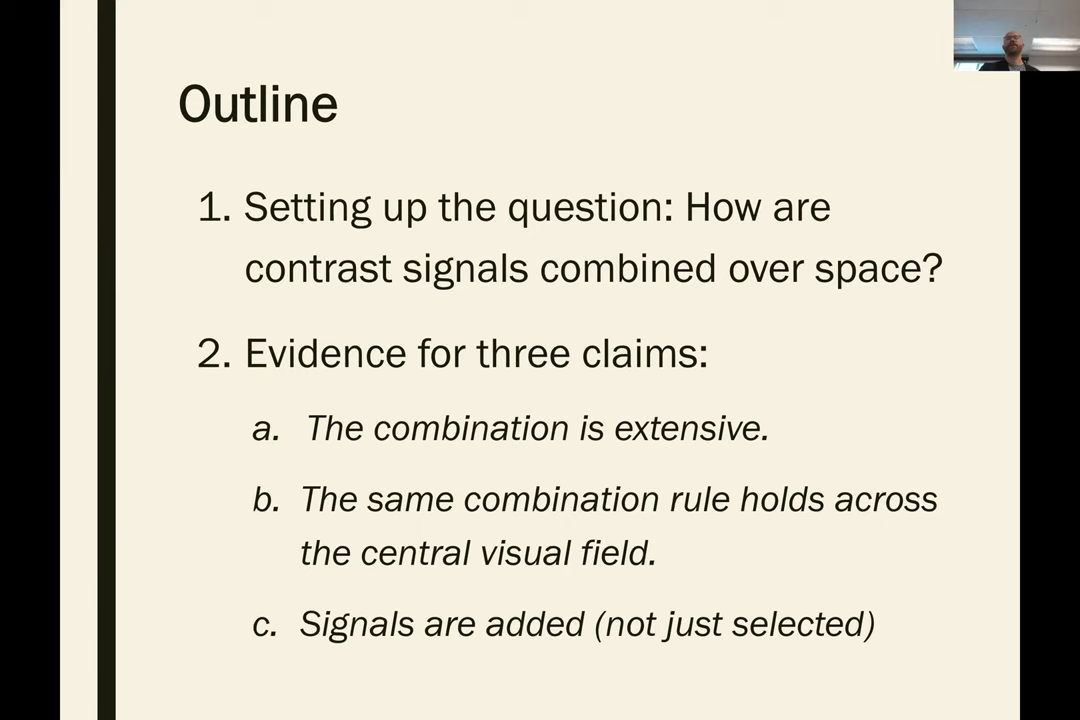 Outline
1. Setting up the question: How are
contrast signals combined over space?
2. Evidence for three claims:
a. The combination is extensive.
b. The same combination rule holds across
the central visual field.
c. Signals are added (not just selected)